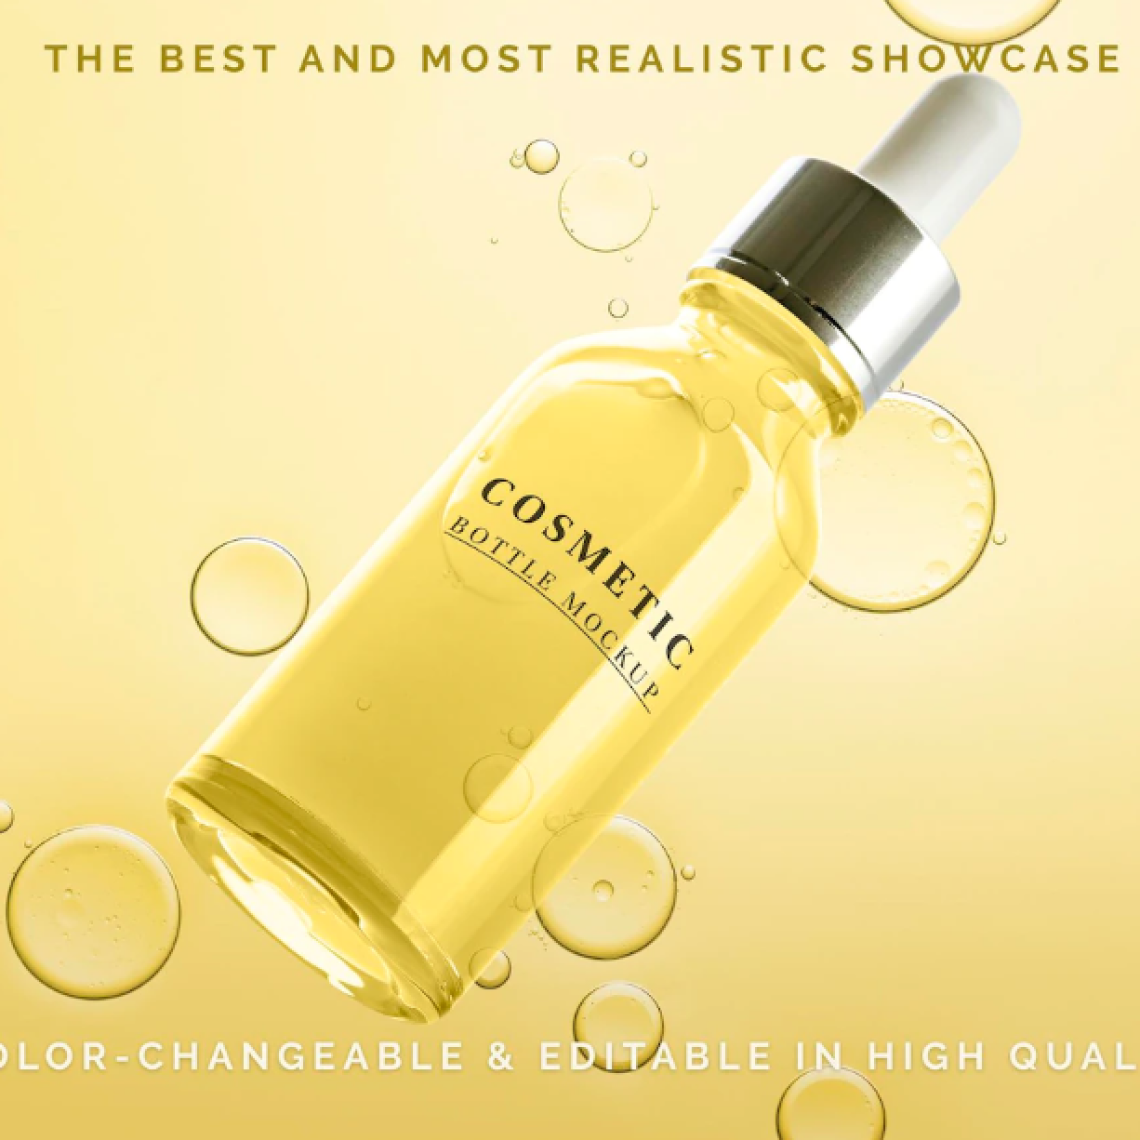 THE BEST AND MOST REALISTIC SHOWCASE
COSMETIC
BOTTLE MOCKUP
OLOR-CHANGEABLE & EDITABLE IN HIGH QUAL